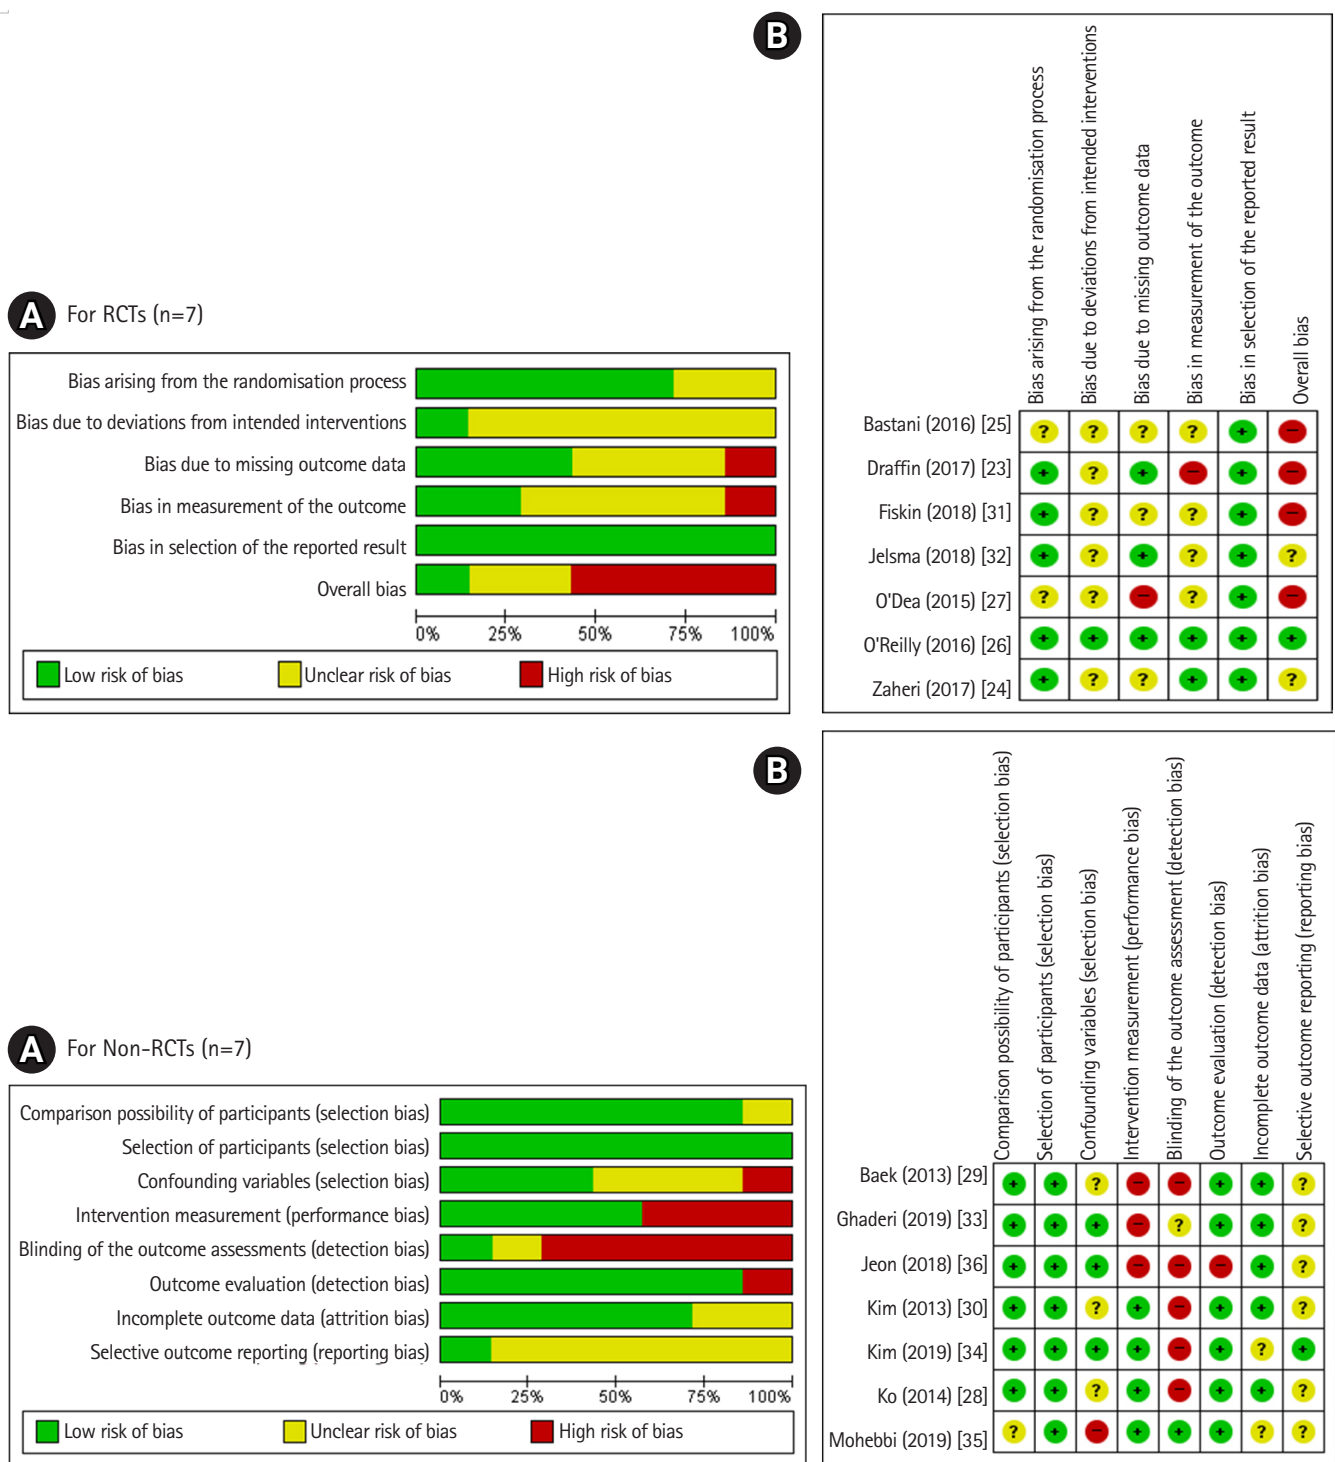 B
Bias arising from the randomisation process
Bias due to deviations from intended interventions
Bias due to missing outcome data
Bias in measurement of the outcome
Bias in selection of the reported result
Overall bias
Bastani (2016) [25] ? ? ? ? + −
Draffin (2017) [23] + ? + − + −
Fiskin (2018) [31] + ? ? ? + −
Jelsma (2018) [32] + ? + ? + ?
O'Dea (2015) [27] ? ? − ? + −
O'Reilly (2016) [26] + + + + + +
Zaheri (2017) [24] + ? ? + + ?
A For RCTs (n=7)
Bias arising from the randomisation process
Bias due to deviations from intended interventions
Bias due to missing outcome data
Bias in measurement of the outcome
Bias in selection of the reported result
Overall bias
0% 25% 50% 75% 100%
Low risk of bias Unclear risk of bias High risk of bias
B
Comparison possibility of participants (selection bias)
Selection of participants (selection bias)
Confounding variables (selection bias)
Intervention measurement (performance bias)
Blinding of the outcome assessment (detection bias)
Outcome evaluation (detection bias)
Incomplete outcome data (attrition bias)
Selective outcome reporting (reporting bias)
Baek (2013) [29] + + ? − − + + ?
Ghaderi (2019) [33] + + + − ? + + ?
Jeon (2018) [36] + + + − − − + ?
Kim (2013) [30] + + ? + − + + ?
Kim (2019) [34] + + + + − + ? +
Ko (2014) [28] + + ? + − + + ?
Mohebbi (2019) [35] ? + − + + + ? ?
A For Non-RCTs (n=7)
Comparison possibility of participants (selection bias)
Selection of participants (selection bias)
Confounding variables (selection bias)
Intervention measurement (performance bias)
Blinding of the outcome assessments (detection bias)
Outcome evaluation (detection bias)
Incomplete outcome data (attrition bias)
Selective outcome reporting (reporting bias)
0% 25% 50% 75% 100%
Low risk of bias Unclear risk of bias High risk of bias